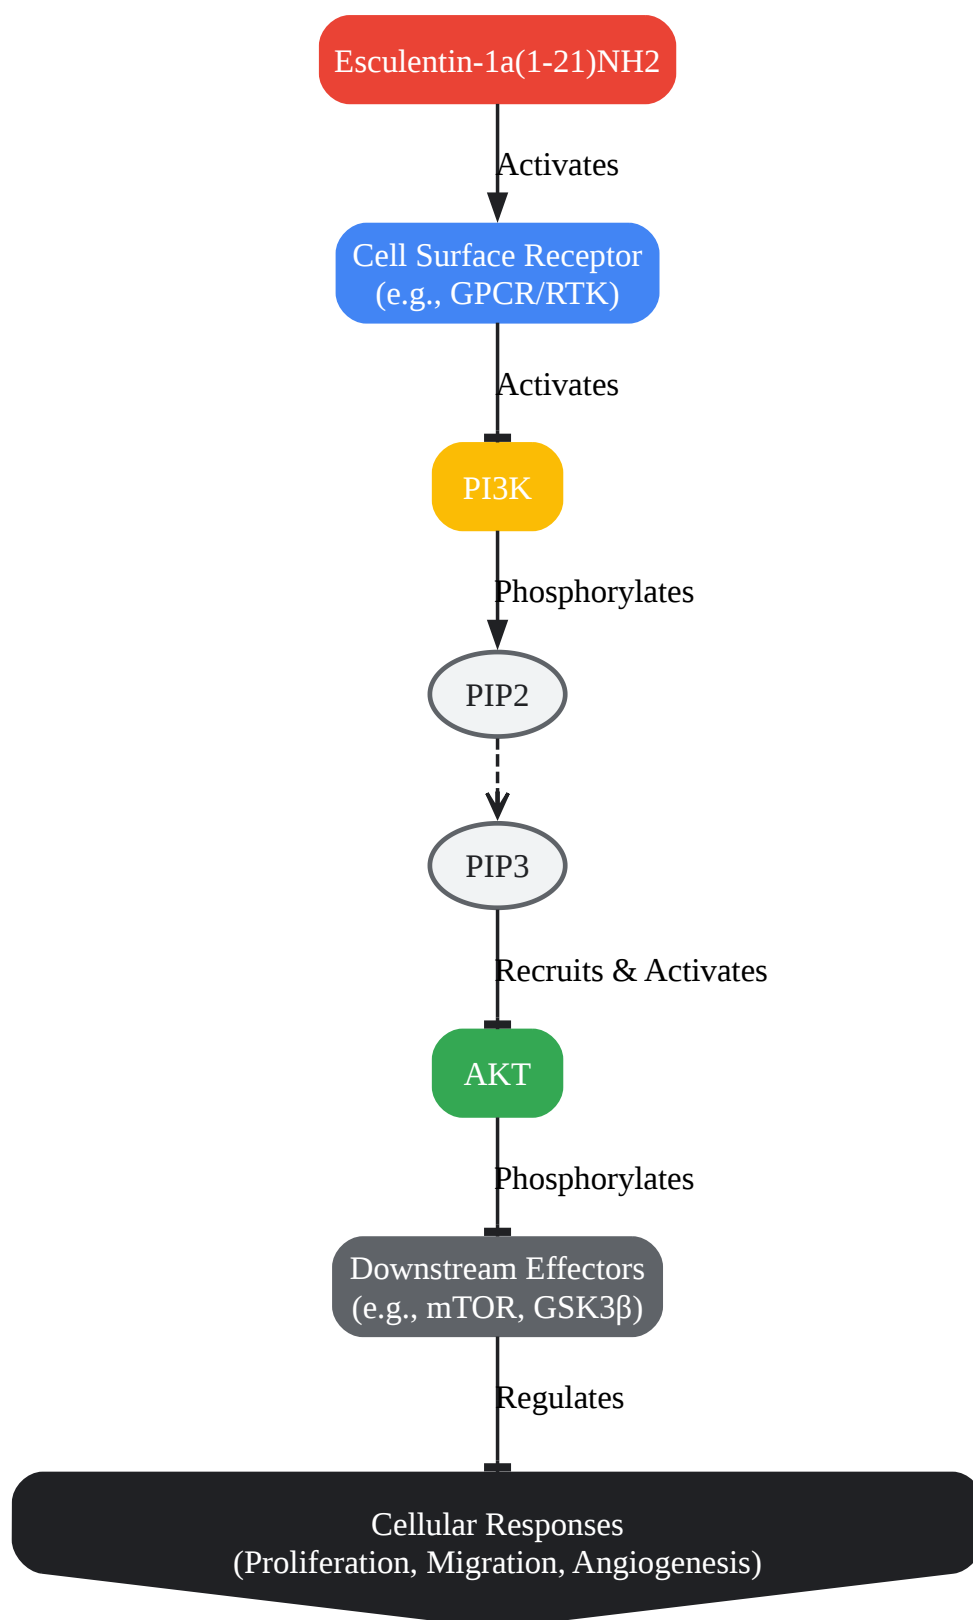 Esculentin-1a(1-21)NH2
Activates
Cell Surface Receptor
(e.g., GPCR/RTK)
Activates
PI3K
Phosphorylates
PIP2
PIP3
Recruits & Activates
AKT
Phosphorylates
Downstream Effectors
(e.g., mTOR, GSK3β)
Regulates
Cellular Responses
(Proliferation, Migration, Angiogenesis)